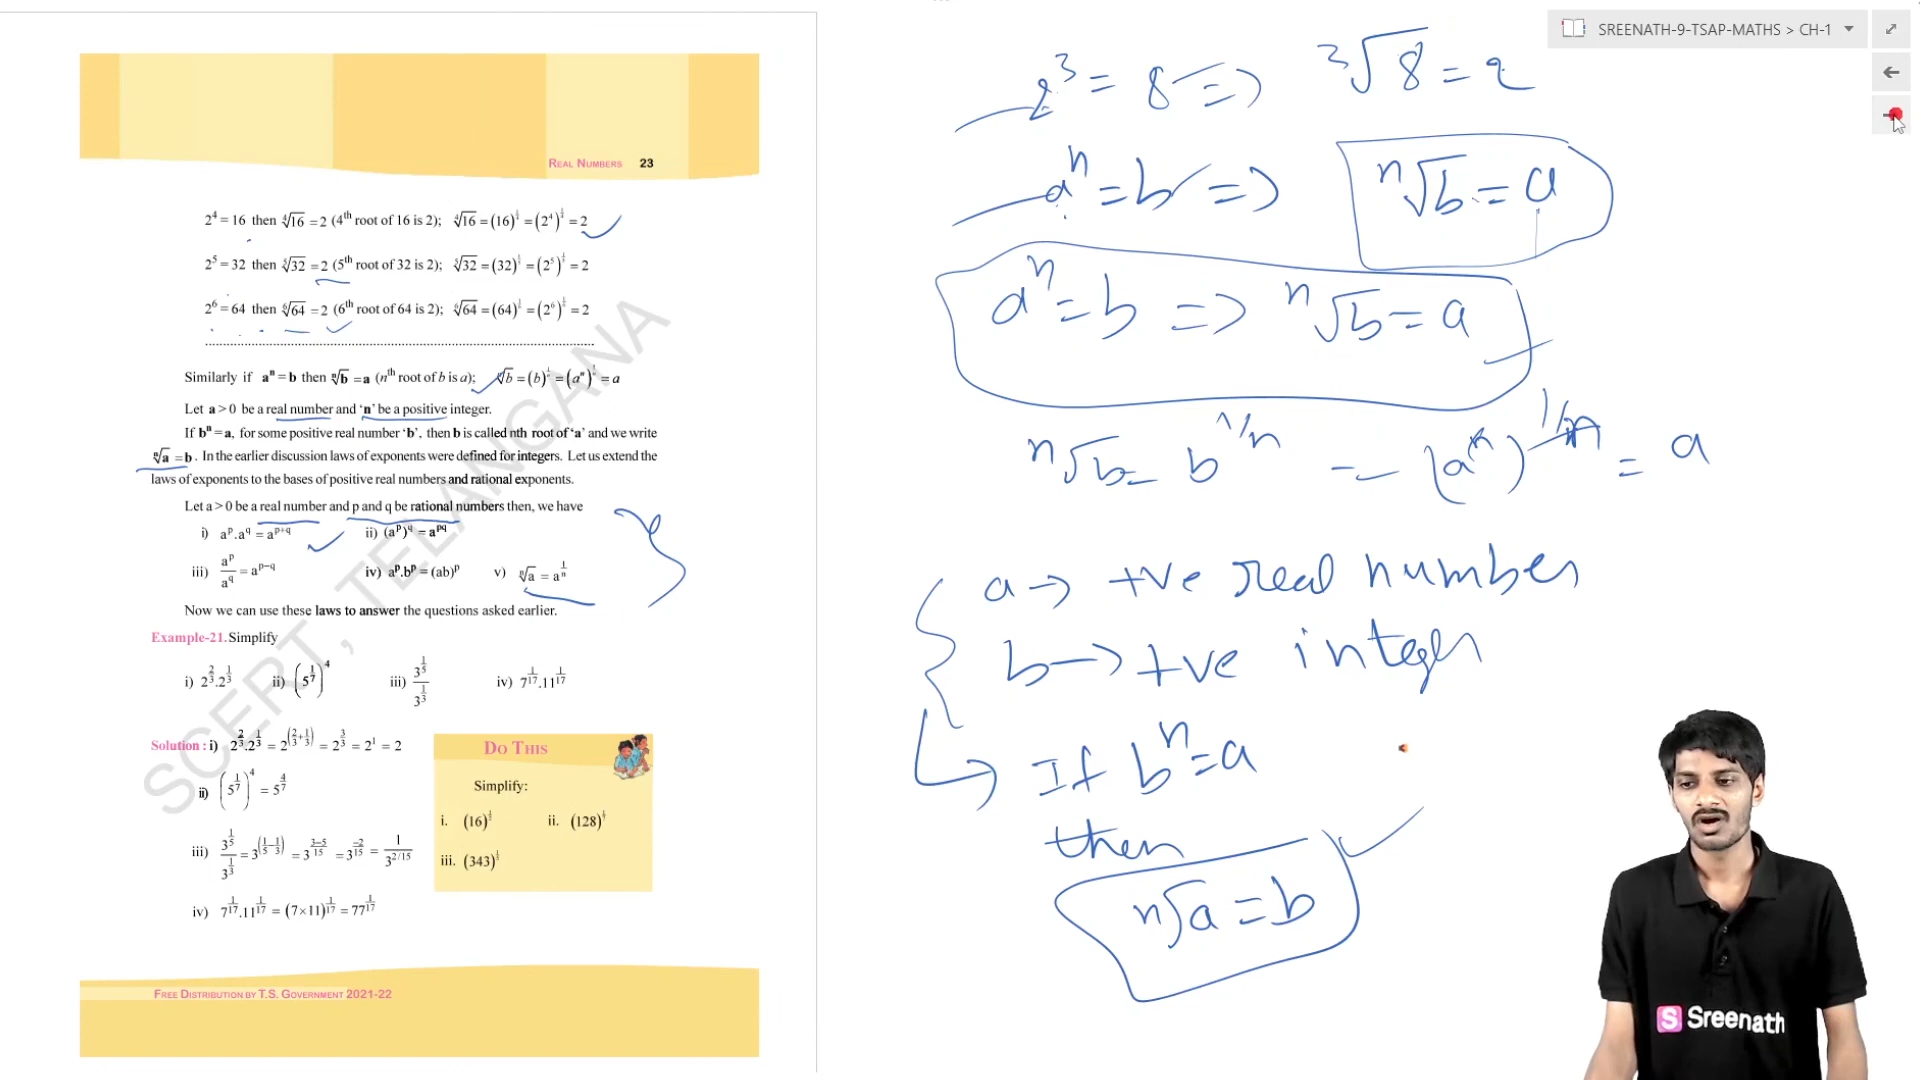 REAL NUMBERS 23
2⁴ = 16 then ⁴√16 = 2 (4th root of 16 is 2); ⁴√16 = (16)^(1/4) = (2⁴)^(1/4) = 2
2⁵ = 32 then ⁵√32 = 2 (5th root of 32 is 2); ⁵√32 = (32)^(1/5) = (2⁵)^(1/5) = 2
2⁶ = 64 then ⁶√64 = 2 (6th root of 64 is 2); ⁶√64 = (64)^(1/6) = (2⁶)^(1/6) = 2
Similarly if aⁿ = b then ⁿ√b = a (nth root of b is a); ⁿ√b = (b)^(1/n) = (aⁿ)^(1/n) = a
Let a > 0 be a real number and 'n' be a positive integer.
If bⁿ = a, for some positive real number 'b', then b is called nth root of 'a' and we write
ⁿ√a = b. In the earlier discussion laws of exponents were defined for integers. Let us extend the
laws of exponents to the bases of positive real numbers and rational exponents.
Let a > 0 be a real number and p and q be rational numbers then, we have
i) a^p.a^q = a^(p+q) ii) (a^p)^q = a^(pq)
iii) a^p/a^q = a^(p–q) iv) a^p.b^p = (ab)^p v) ⁿ√a = a^(1/n)
Now we can use these laws to answer the questions asked earlier.
Example-21. Simplify
i) 2^(2/3).2^(1/3) ii) (5^(1/7))^4 iii) 3^(1/5)/3^(1/3) iv) 7^(1/17).11^(1/17)
Solution : i) 2^(2/3).2^(1/3) = 2^(2/3+1/3) = 2^(3/3) = 2¹ = 2
ii) (5^(1/7))^4 = 5^(4/7)
iii) 3^(1/5)/3^(1/3) = 3^(1/5–1/3) = 3^((3–5)/15) = 3^(–2/15) = 1/3^(2/15)
iv) 7^(1/17).11^(1/17) = (7×11)^(1/17) = 77^(1/17)
DO THIS
Simplify:
i. (16) ii. (128)
iii. (343)
FREE DISTRIBUTION BY T.S. GOVERNMENT 2021-22
SCERT, TELANGANA
SREENATH-9-TSAP-MATHS > CH-1
2³ = 8 => ³√8 = 2
aⁿ = b => ⁿ√b = a
aⁿ = b => ⁿ√b = a
ⁿ√b = b^(1/n) = (aⁿ)^(1/n) = a
a → +ve real number
b → +ve integer
If bⁿ = a
then
ⁿ√a = b
S Sreenath